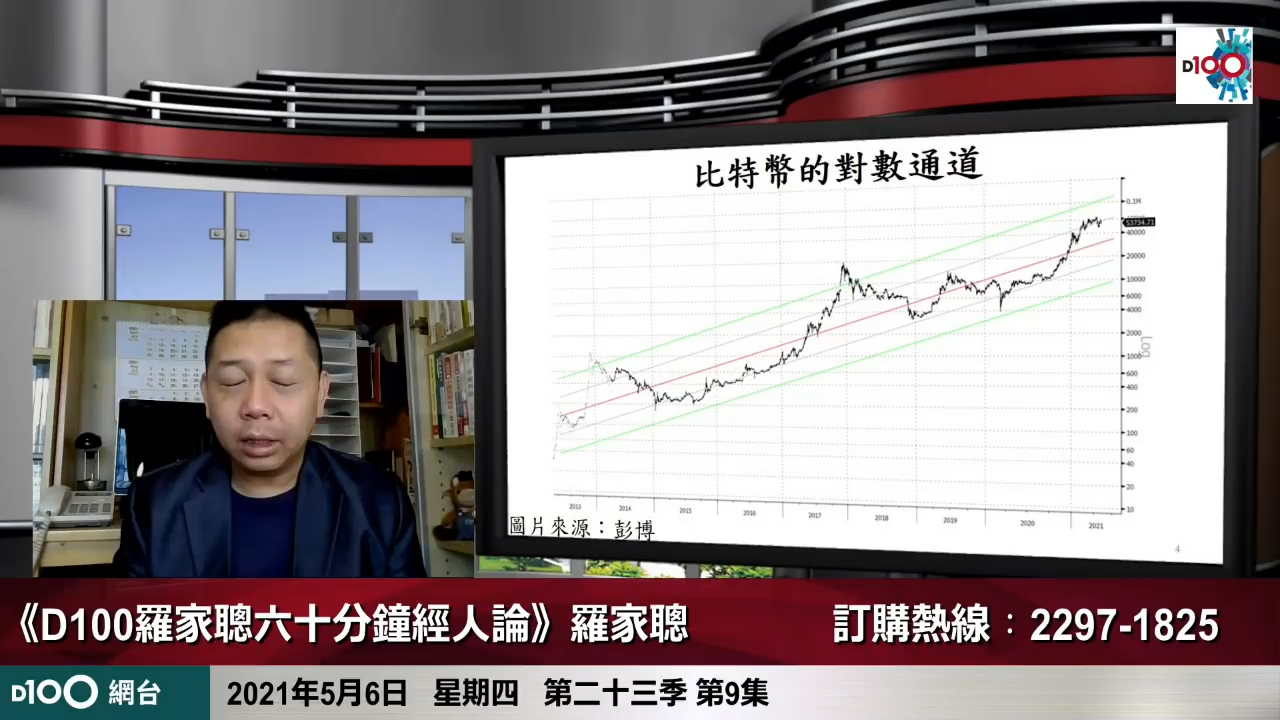 D100
比特幣的對數通道
0.1M
53734.71
40000
20000
10000
6000
4000
2000
1000
600
400
200
100
60
40
20
10
Log
2013 2014 2015 2016 2017 2018 2019 2020 2021
圖片來源：彭博
4
《D100羅家聰六十分鐘經人論》羅家聰 訂購熱線：2297-1825
D100 網台 2021年5月6日 星期四 第二十三季 第9集